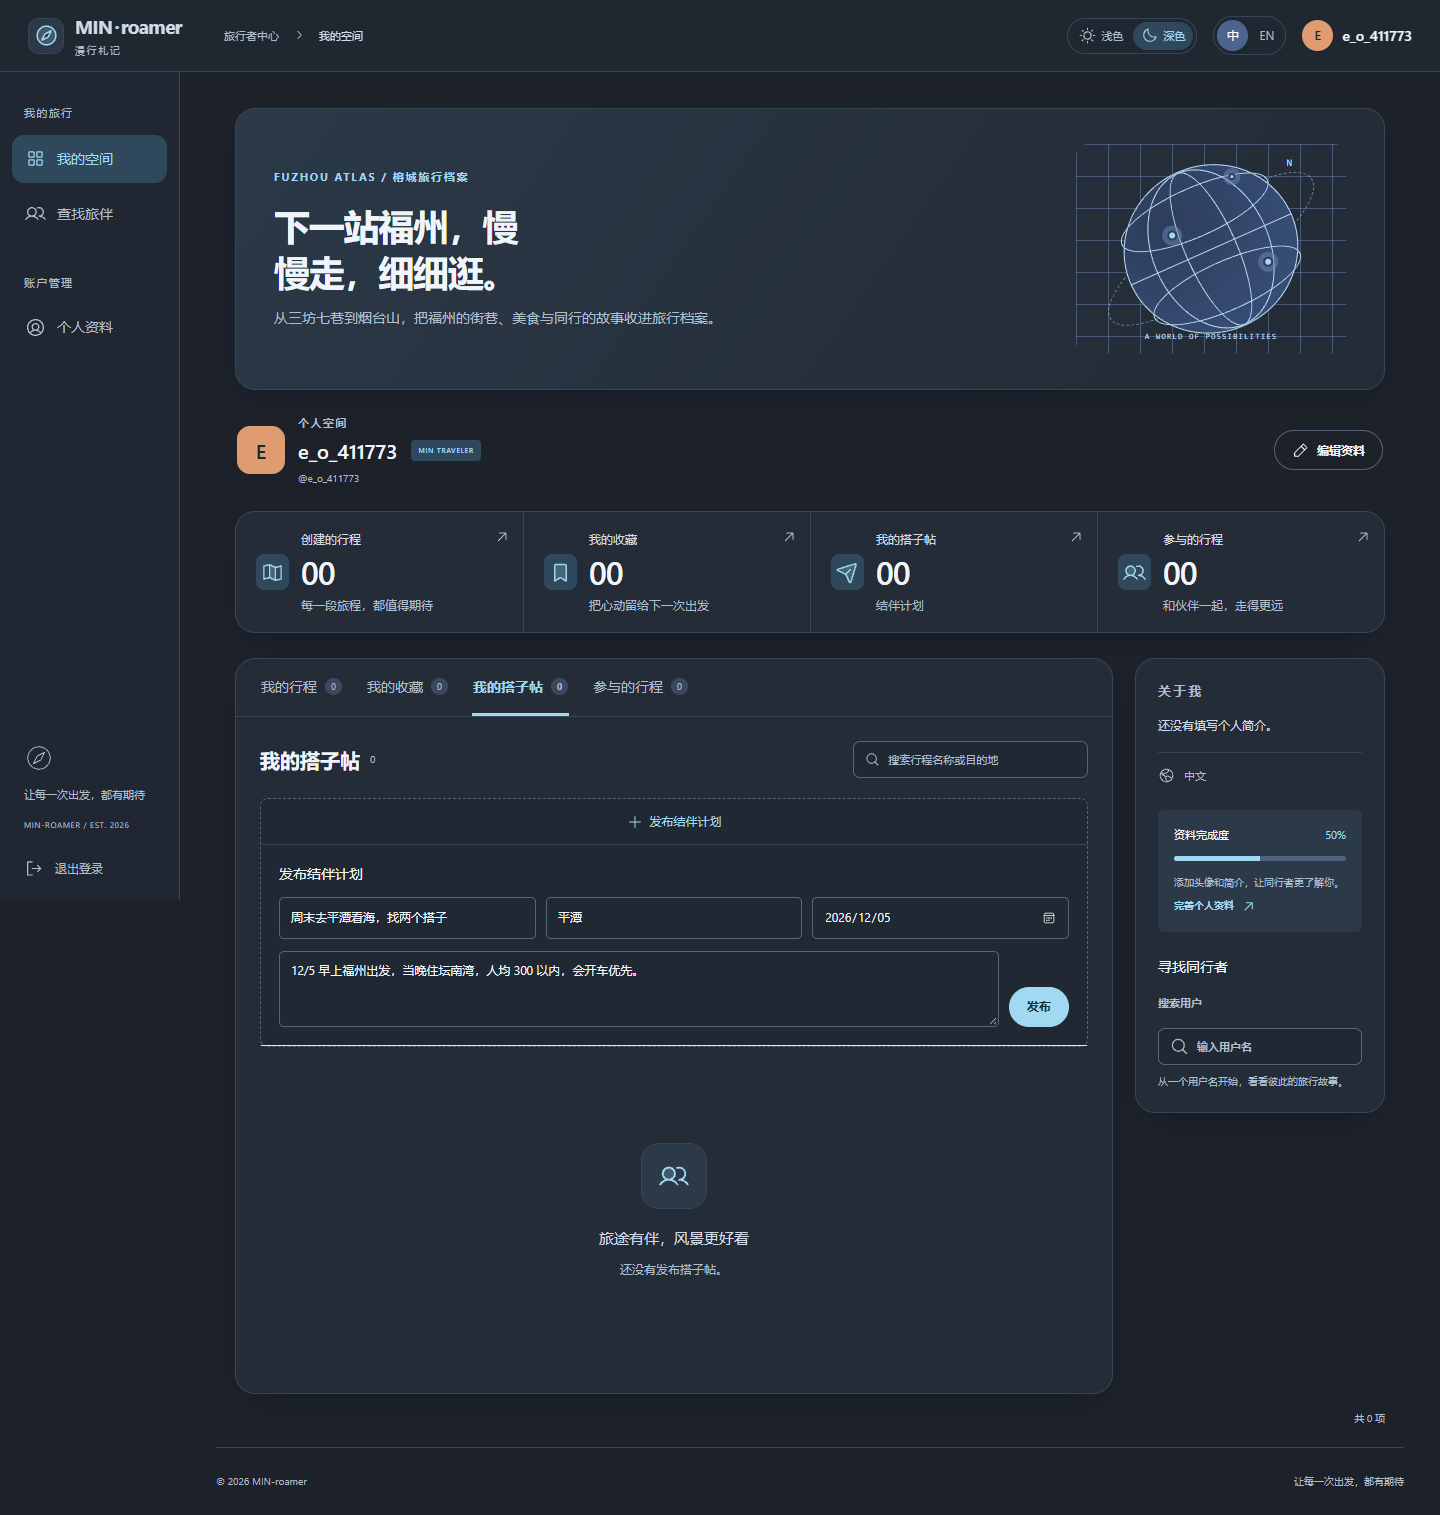 MIN·roamer
漫行札记
旅行者中心
我的空间
浅色
深色
中
EN
E
e_o_411773
我的旅行
我的空间
查找旅伴
账户管理
个人资料
让每一次出发，都有期待
MIN-ROAMER / EST. 2026
退出登录
FUZHOU ATLAS / 榕城旅行档案
下一站福州，慢
慢走，细细逛。
从三坊七巷到烟台山，把福州的街巷、美食与同行的故事收进旅行档案。
N
A WORLD OF POSSIBILITIES
E
个人空间
e_o_411773
MIN TRAVELER
@e_o_411773
编辑资料
创建的行程
00
每一段旅程，都值得期待
我的收藏
00
把心动留给下一次出发
我的搭子帖
00
结伴计划
参与的行程
00
和伙伴一起，走得更远
我的行程 0
我的收藏 0
我的搭子帖 0
参与的行程 0
我的搭子帖 0
搜索行程名称或目的地
发布结伴计划
发布结伴计划
周末去平潭看海，找两个搭子
平潭
2026/12/05
12/5 早上福州出发，当晚住坛南湾，人均 300 以内，会开车优先。
发布
旅途有伴，风景更好看
还没有发布搭子帖。
关于我
还没有填写个人简介。
中文
资料完成度
50%
添加头像和简介，让同行者更了解你。
完善个人资料
寻找同行者
搜索用户
输入用户名
从一个用户名开始，看看彼此的旅行故事。
共 0 项
© 2026 MIN-roamer
让每一次出发，都有期待